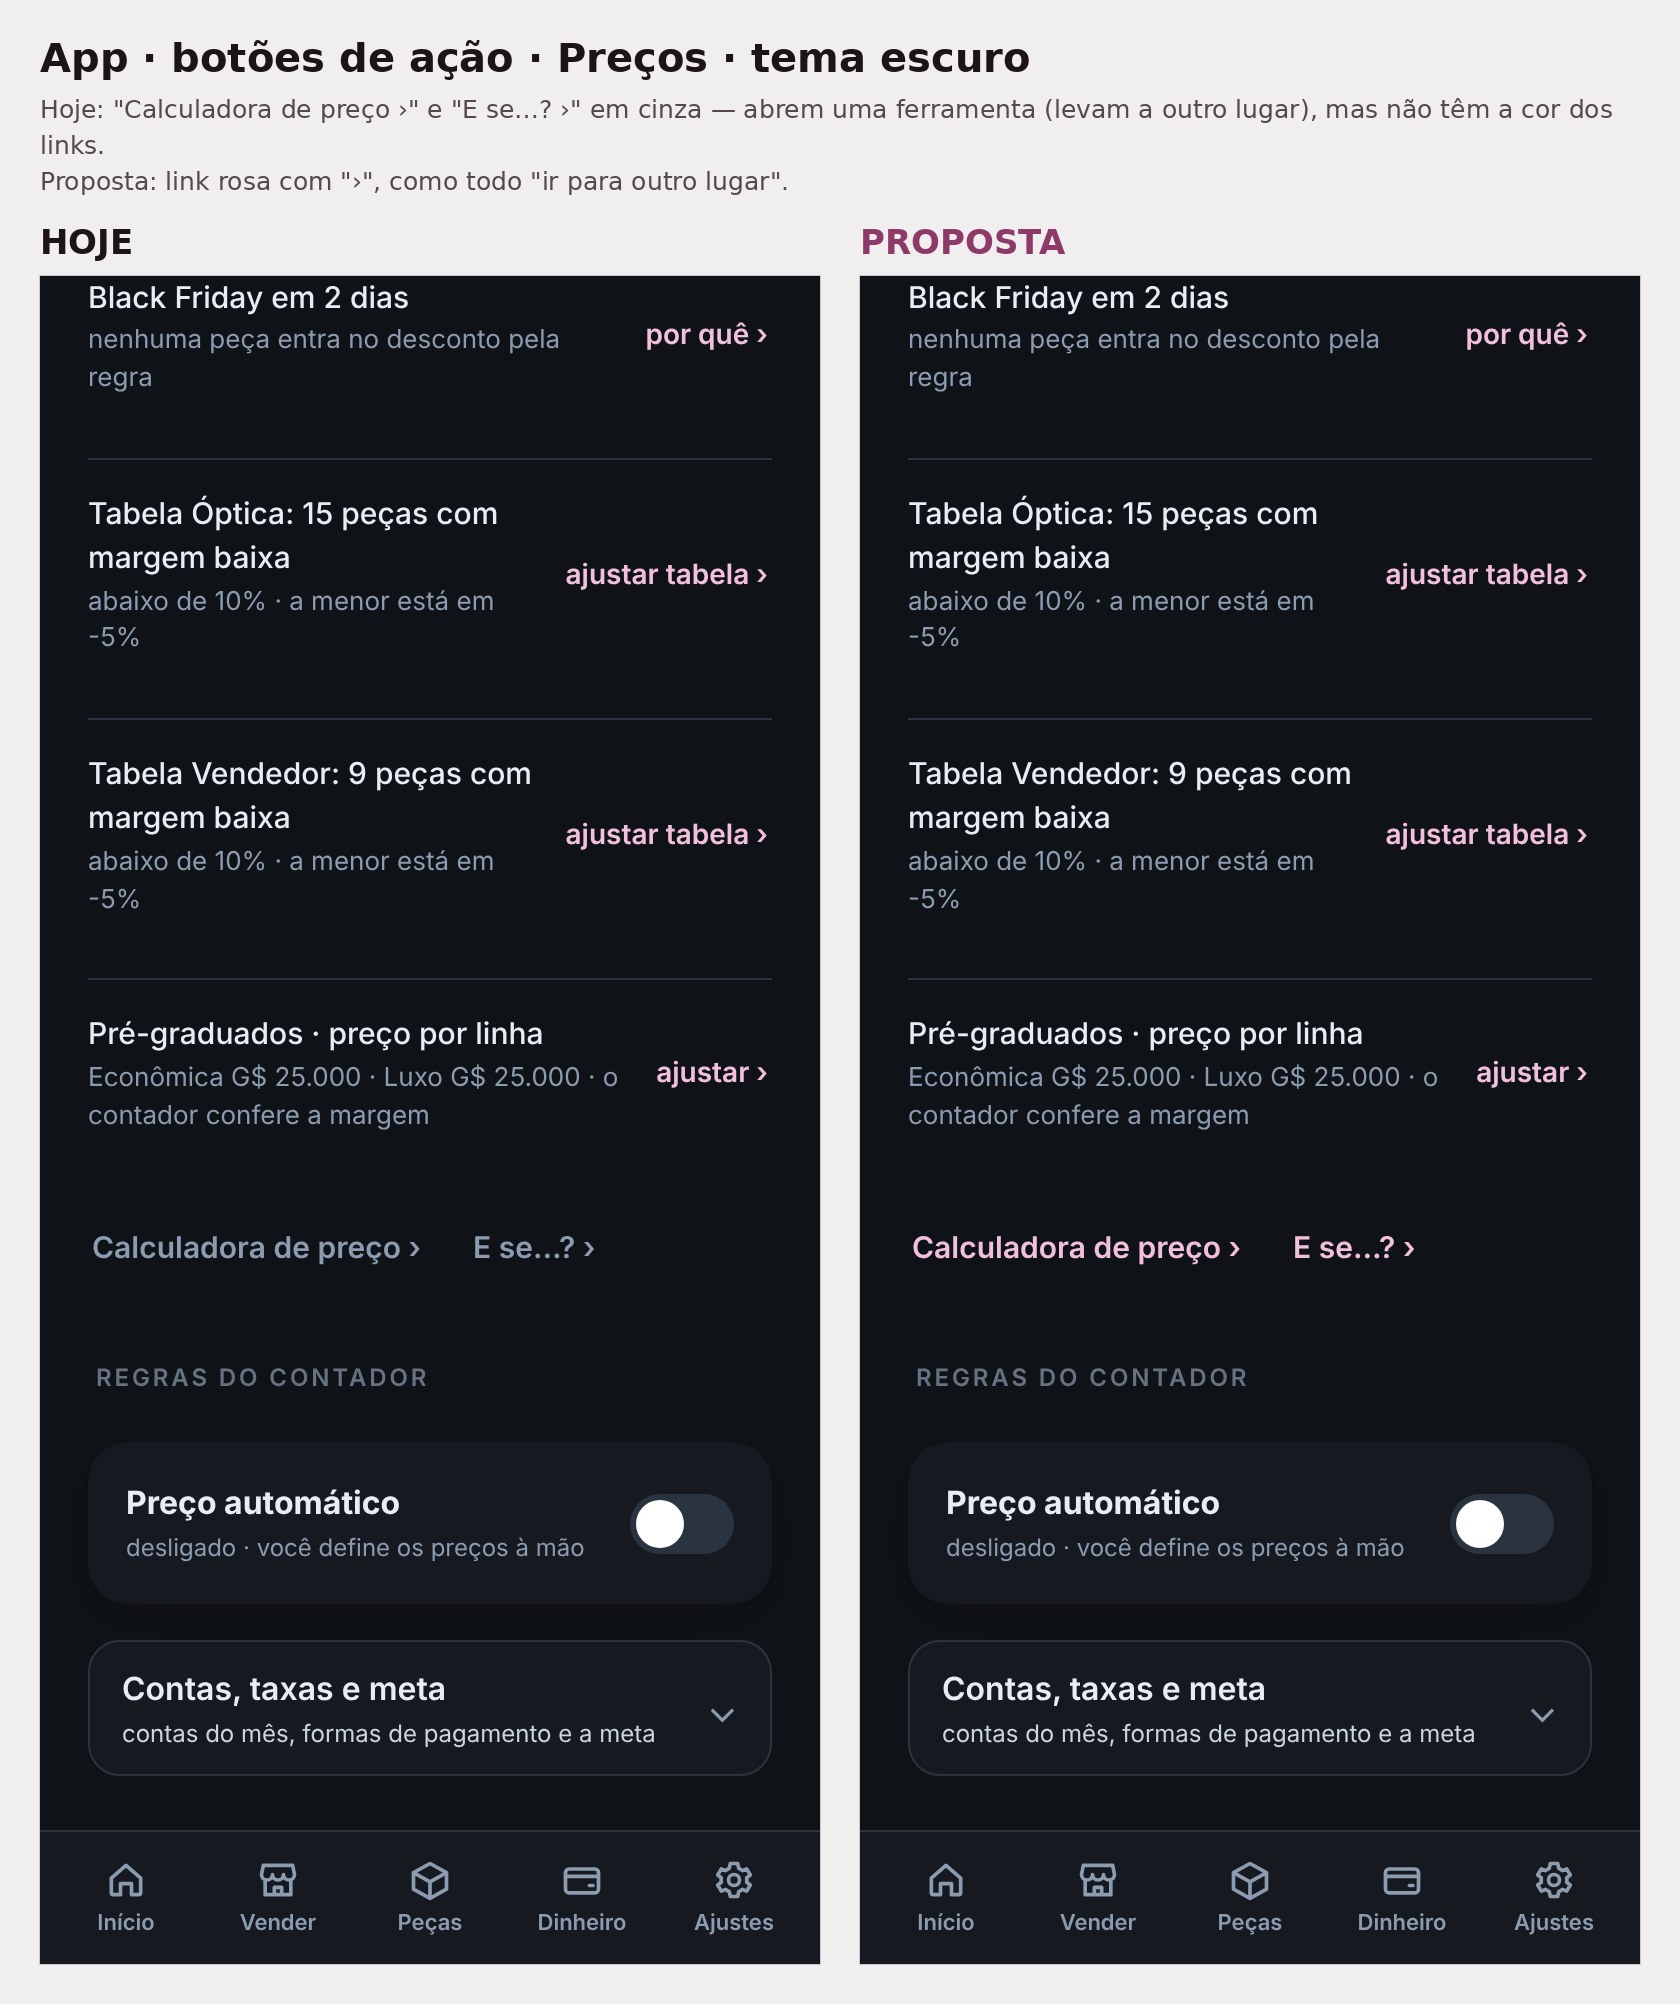 App · botões de ação · Preços · tema escuro
Hoje: "Calculadora de preço ›" e "E se...? ›" em cinza — abrem uma ferramenta (levam a outro lugar), mas não têm a cor dos
links.
Proposta: link rosa com "›", como todo "ir para outro lugar".
HOJE
Black Friday em 2 dias
nenhuma peça entra no desconto pela
regra
por quê ›
Tabela Óptica: 15 peças com
margem baixa
abaixo de 10% · a menor está em
-5%
ajustar tabela ›
Tabela Vendedor: 9 peças com
margem baixa
abaixo de 10% · a menor está em
-5%
ajustar tabela ›
Pré-graduados · preço por linha
Econômica G$ 25.000 · Luxo G$ 25.000 · o
contador confere a margem
ajustar ›
Calculadora de preço ›
E se...? ›
REGRAS DO CONTADOR
Preço automático
desligado · você define os preços à mão
Contas, taxas e meta
contas do mês, formas de pagamento e a meta
Início
Vender
Peças
Dinheiro
Ajustes
PROPOSTA
Black Friday em 2 dias
nenhuma peça entra no desconto pela
regra
por quê ›
Tabela Óptica: 15 peças com
margem baixa
abaixo de 10% · a menor está em
-5%
ajustar tabela ›
Tabela Vendedor: 9 peças com
margem baixa
abaixo de 10% · a menor está em
-5%
ajustar tabela ›
Pré-graduados · preço por linha
Econômica G$ 25.000 · Luxo G$ 25.000 · o
contador confere a margem
ajustar ›
Calculadora de preço ›
E se...? ›
REGRAS DO CONTADOR
Preço automático
desligado · você define os preços à mão
Contas, taxas e meta
contas do mês, formas de pagamento e a meta
Início
Vender
Peças
Dinheiro
Ajustes